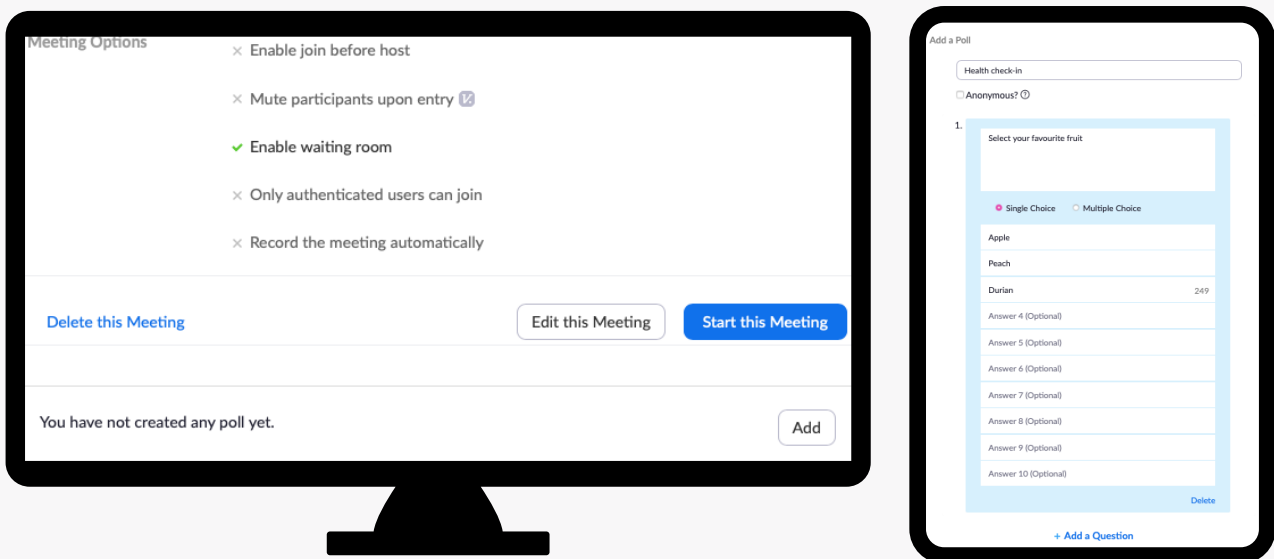 Meeting Options
Enable join before host
Mute participants upon entry
Enable waiting room
Only authenticated users can join
Record the meeting automatically
Delete this Meeting
Edit this Meeting
Start this Meeting
You have not created any poll yet.
Add
Add a Poll
Health check-in
Anonymous?
1.
Select your favourite fruit
Single Choice
Multiple Choice
Apple
Peach
Durian 249
Answer 4 (Optional)
Answer 5 (Optional)
Answer 6 (Optional)
Answer 7 (Optional)
Answer 8 (Optional)
Answer 9 (Optional)
Answer 10 (Optional)
Delete
+ Add a Question